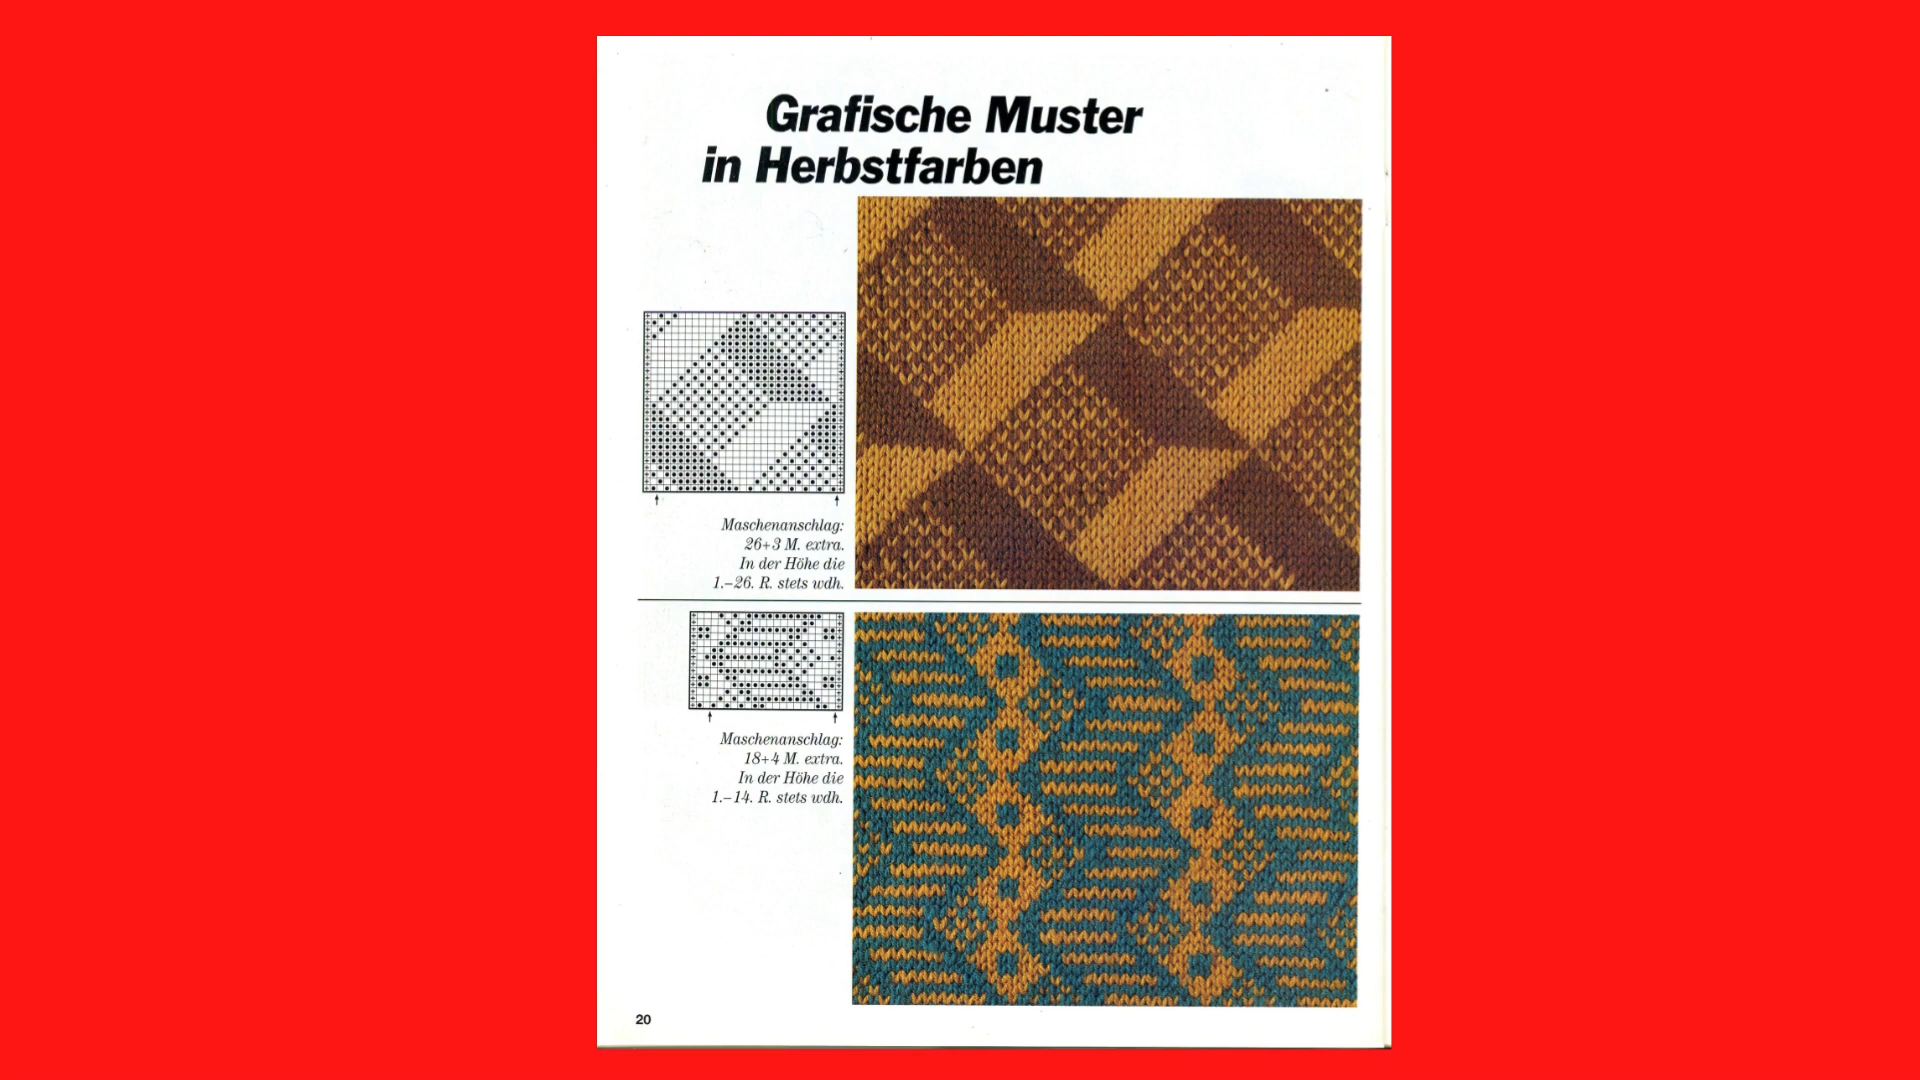 Grafische Muster
in Herbstfarben
Maschenanschlag:
26+3 M. extra.
In der Höhe die
1.–26. R. stets wdh.
Maschenanschlag:
18+4 M. extra.
In der Höhe die
1.–14. R. stets wdh.
20